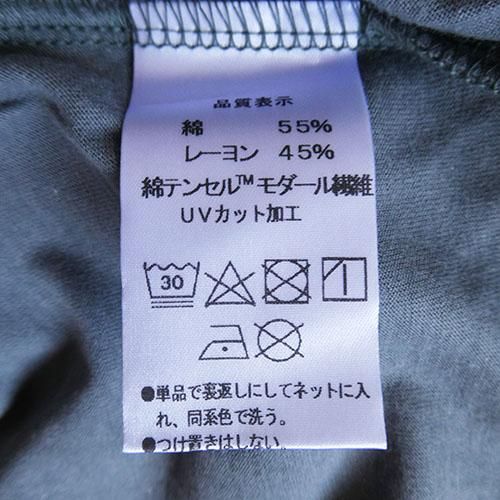 品質表示
綿 55%
レーヨン 45%
綿テンセル™モダール繊維
UVカット加工
30
●単品で裏返しにしてネットに入
れ、同系色で洗う。
●つけ置きはしない。